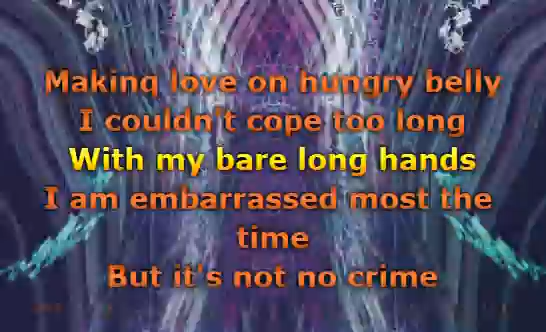 Making love on hungry belly
I couldn't cope too long
With my bare long hands
I am embarrassed most the
time
But it's not no crime